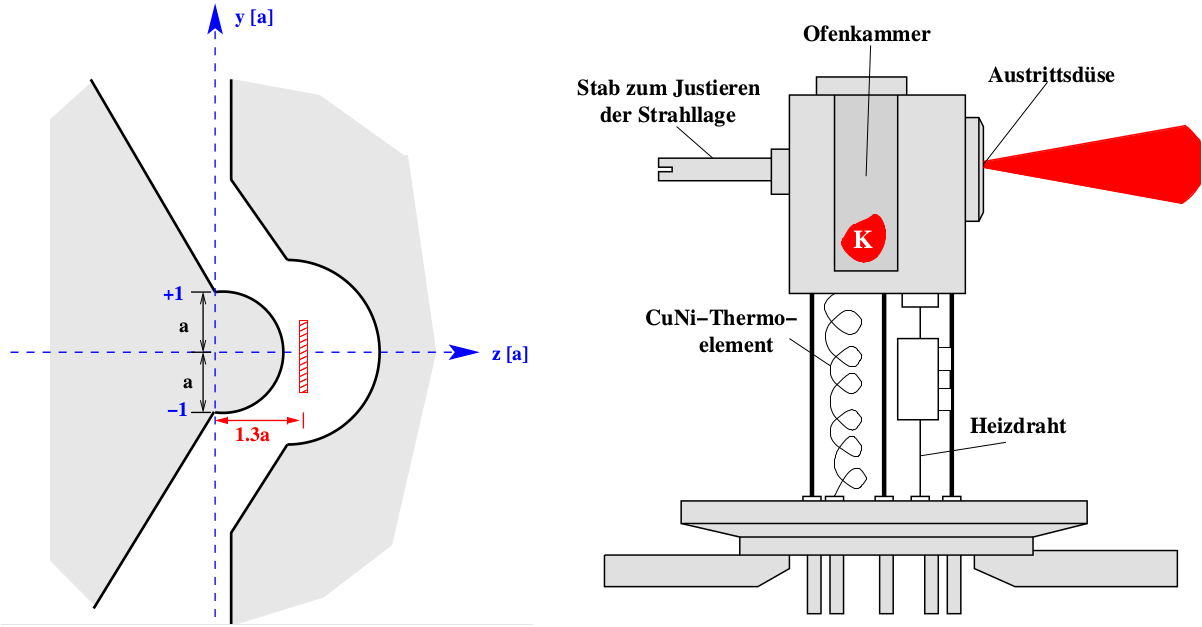 y [a]
+1
a
a
−1
z [a]
1.3a
Ofenkammer
Austrittsdüse
Stab zum Justieren
der Strahllage
K
CuNi−Thermo−
element
Heizdraht